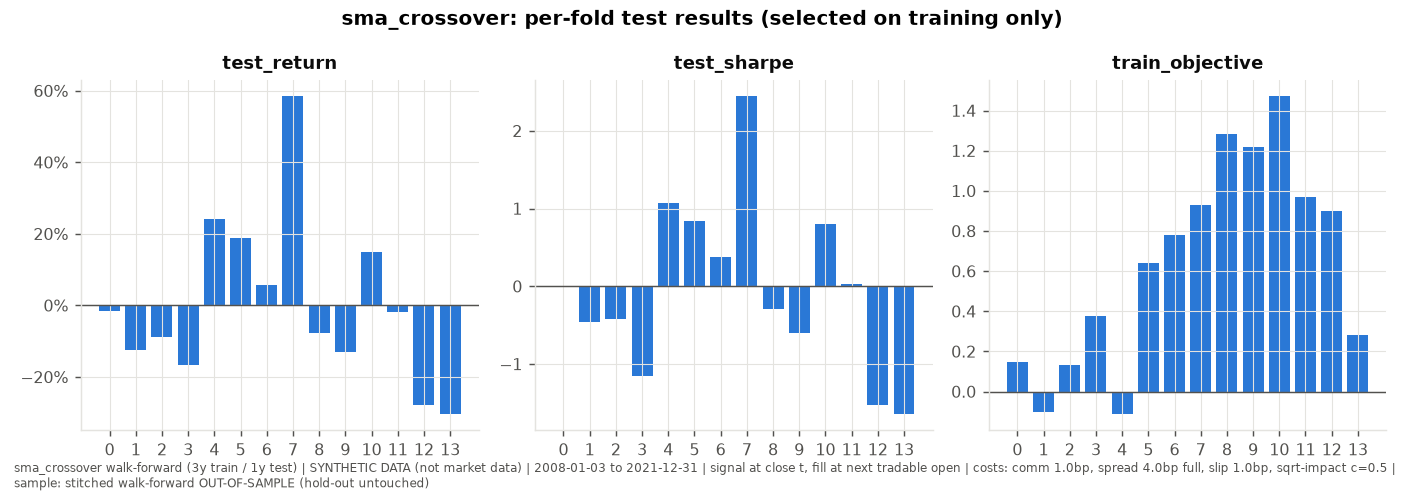 sma_crossover: per-fold test results (selected on training only)
test_return
test_sharpe
train_objective
60%
40%
20%
0%
−20%
0 1 2 3 4 5 6 7 8 9 10 11 12 13
2
1
0
−1
0 1 2 3 4 5 6 7 8 9 10 11 12 13
1.4
1.2
1.0
0.8
0.6
0.4
0.2
0.0
0 1 2 3 4 5 6 7 8 9 10 11 12 13
sma_crossover walk-forward (3y train / 1y test) | SYNTHETIC DATA (not market data) | 2008-01-03 to 2021-12-31 | signal at close t, fill at next tradable open | costs: comm 1.0bp, spread 4.0bp full, slip 1.0bp, sqrt-impact c=0.5 |
sample: stitched walk-forward OUT-OF-SAMPLE (hold-out untouched)